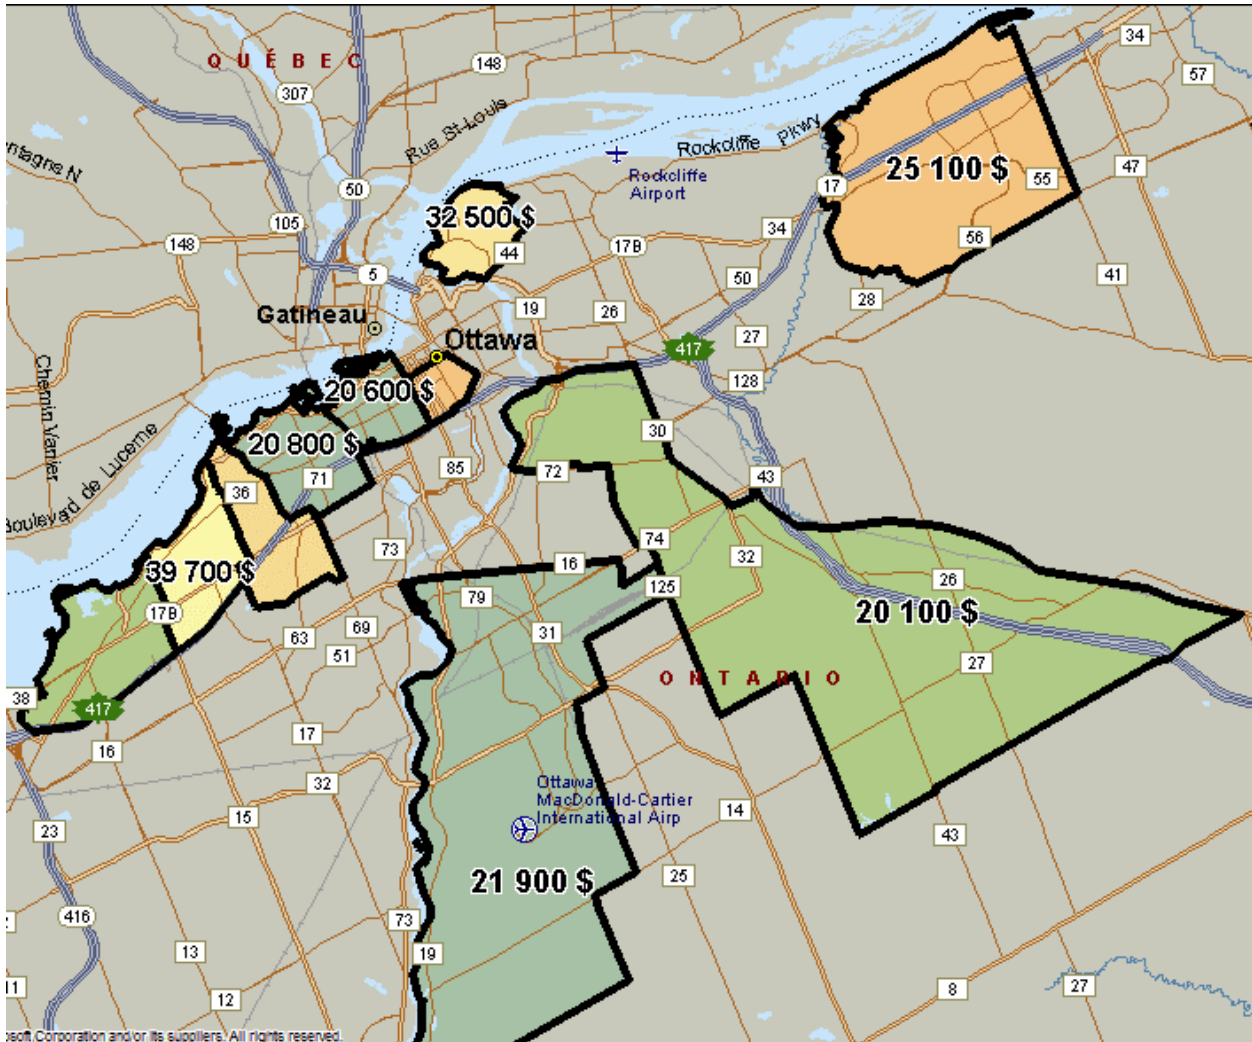 34
QUÉBEC
148
57
307
Rue St-Louis
Rockcliffe Pkwy
47
Rockcliffe
Airport
25 100 $
55
17
50
32 500 $
105
34
56
148
17B
44
5
50
41
28
19
26
Gatineau
27
Ottawa
417
Chemin Vanier
128
20 600 $
30
20 800 $
Boulevard de Lucerne
85
72
43
71
36
74
73
32
16
39 700 $
125
26
79
20 100 $
17B
69
31
63
51
27
ONTARIO
38
417
17
16
32
Ottawa
MacDonald-Cartier
International Airp
14
15
23
43
25
21 900 $
416
73
13
19
8
27
11
12
osoft Corporation and/or its suppliers. All rights reserved.